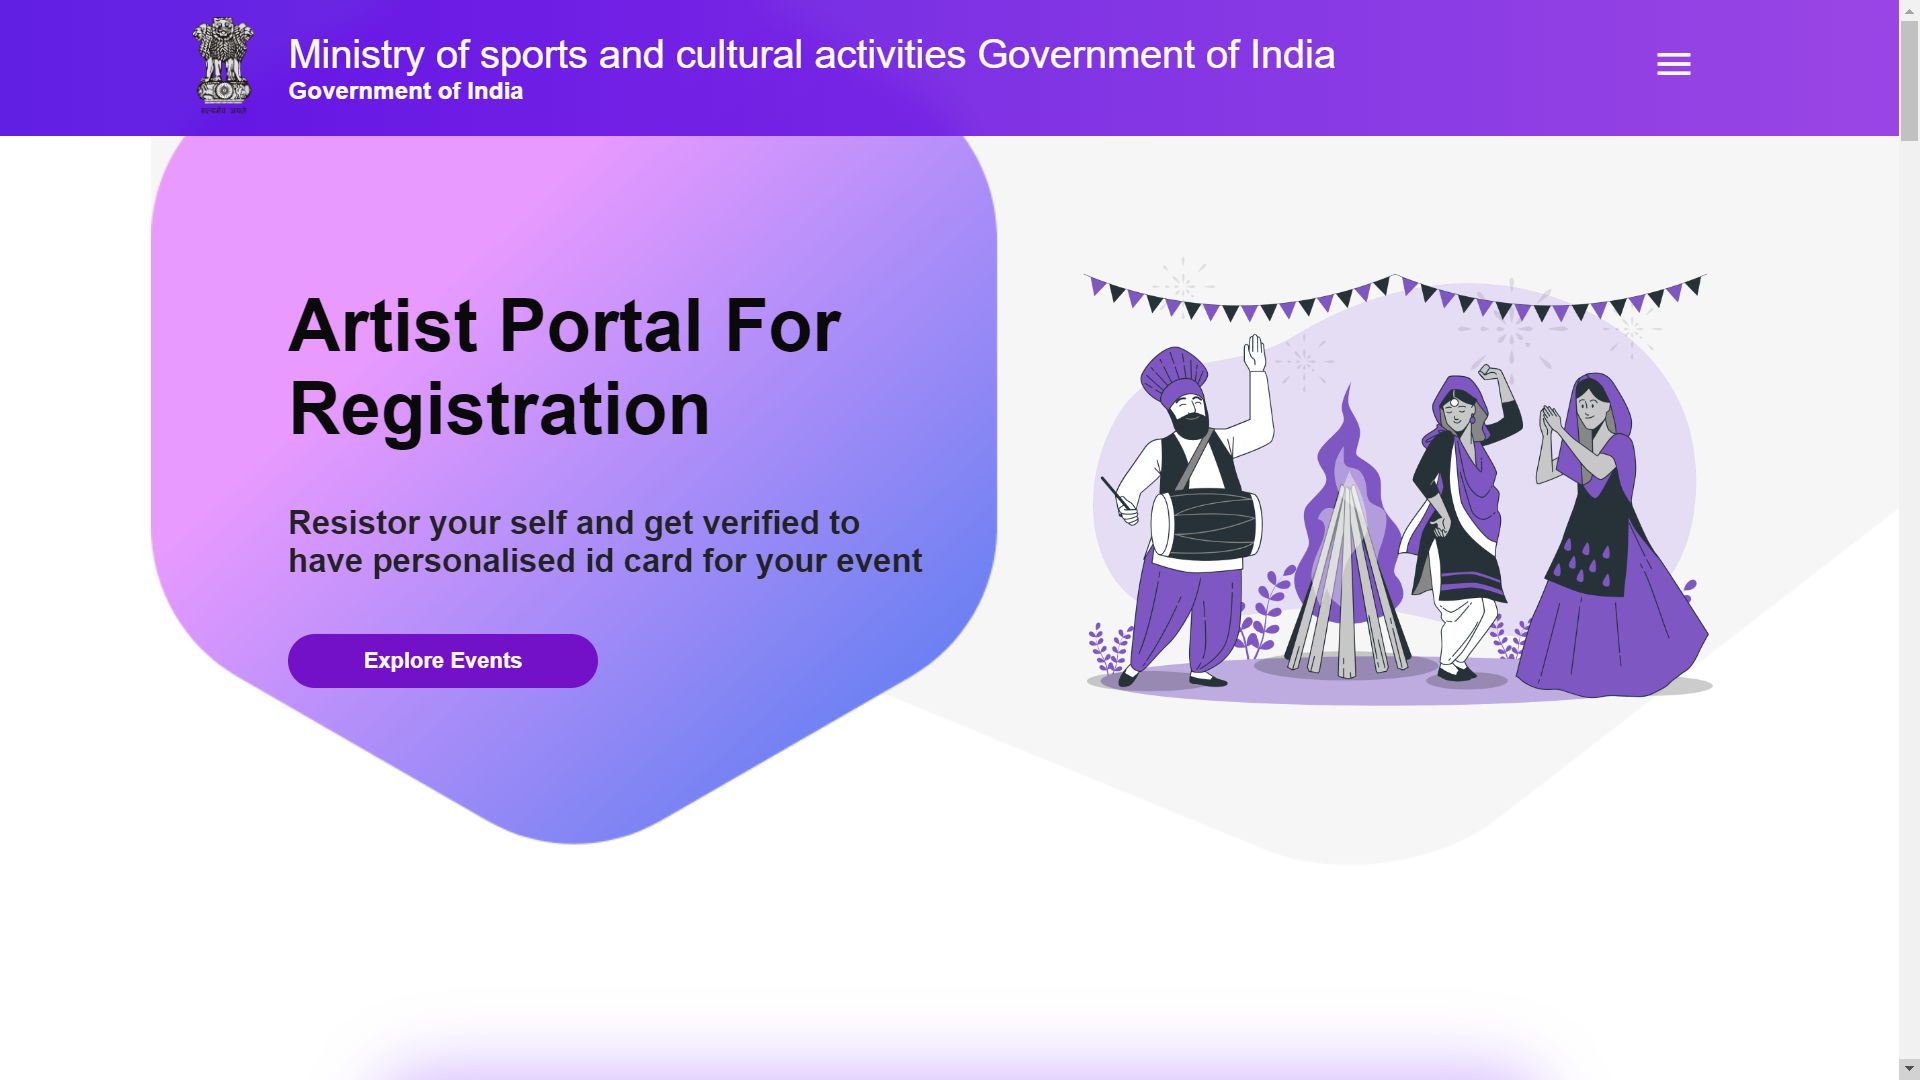 Ministry of sports and cultural activities Government of India
Government of India
Artist Portal For
Registration
Resistor your self and get verified to
have personalised id card for your event
Explore Events